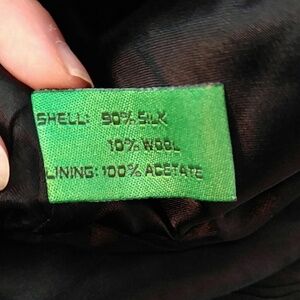 SHELL: 90% SILK
10% WOOL
LINING: 100% ACETATE